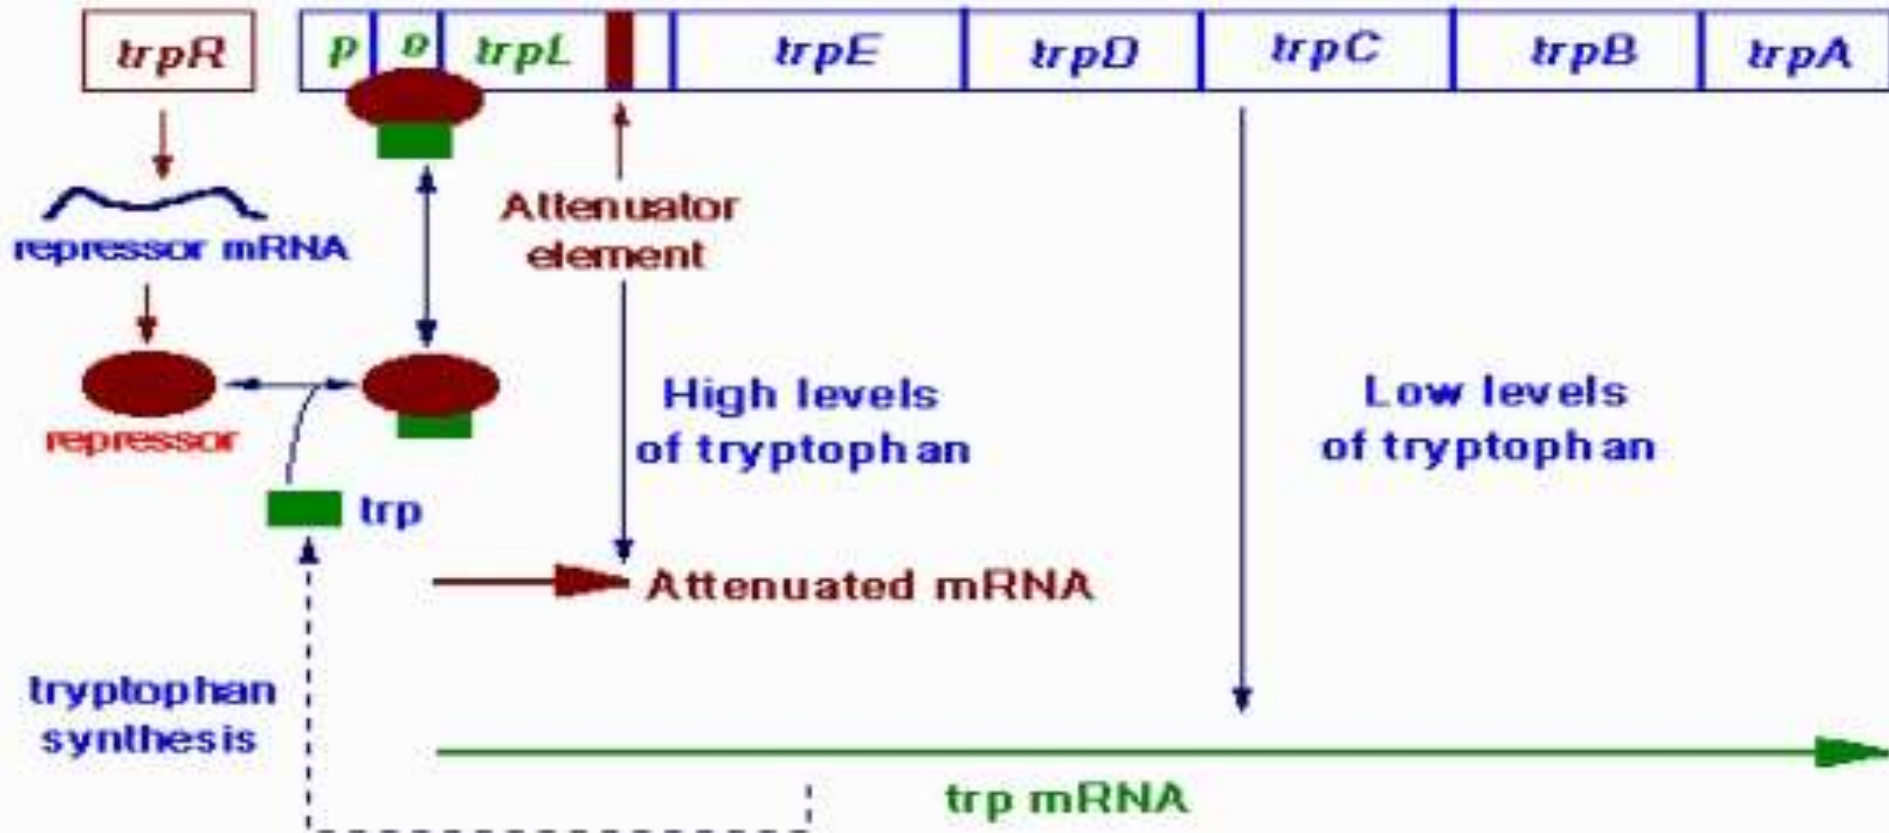 trpR
p
o
trpL
trpE
trpD
trpC
trpB
trpA
repressor mRNA
Attenuator
element
repressor
High levels
of tryptophan
Low levels
of tryptophan
trp
Attenuated mRNA
tryptophan
synthesis
trp mRNA